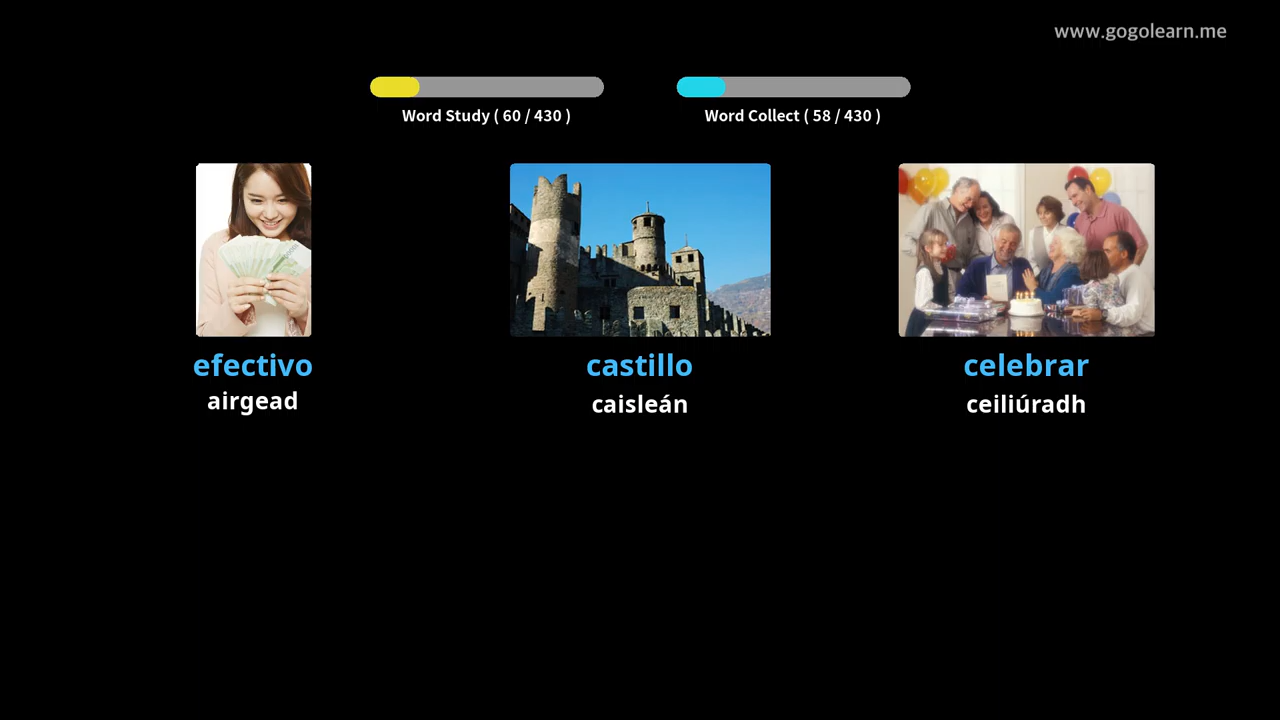 www.gogolearn.me
Word Study ( 60 / 430 )
Word Collect ( 58 / 430 )
efectivo
airgead
castillo
caisleán
celebrar
ceiliúradh